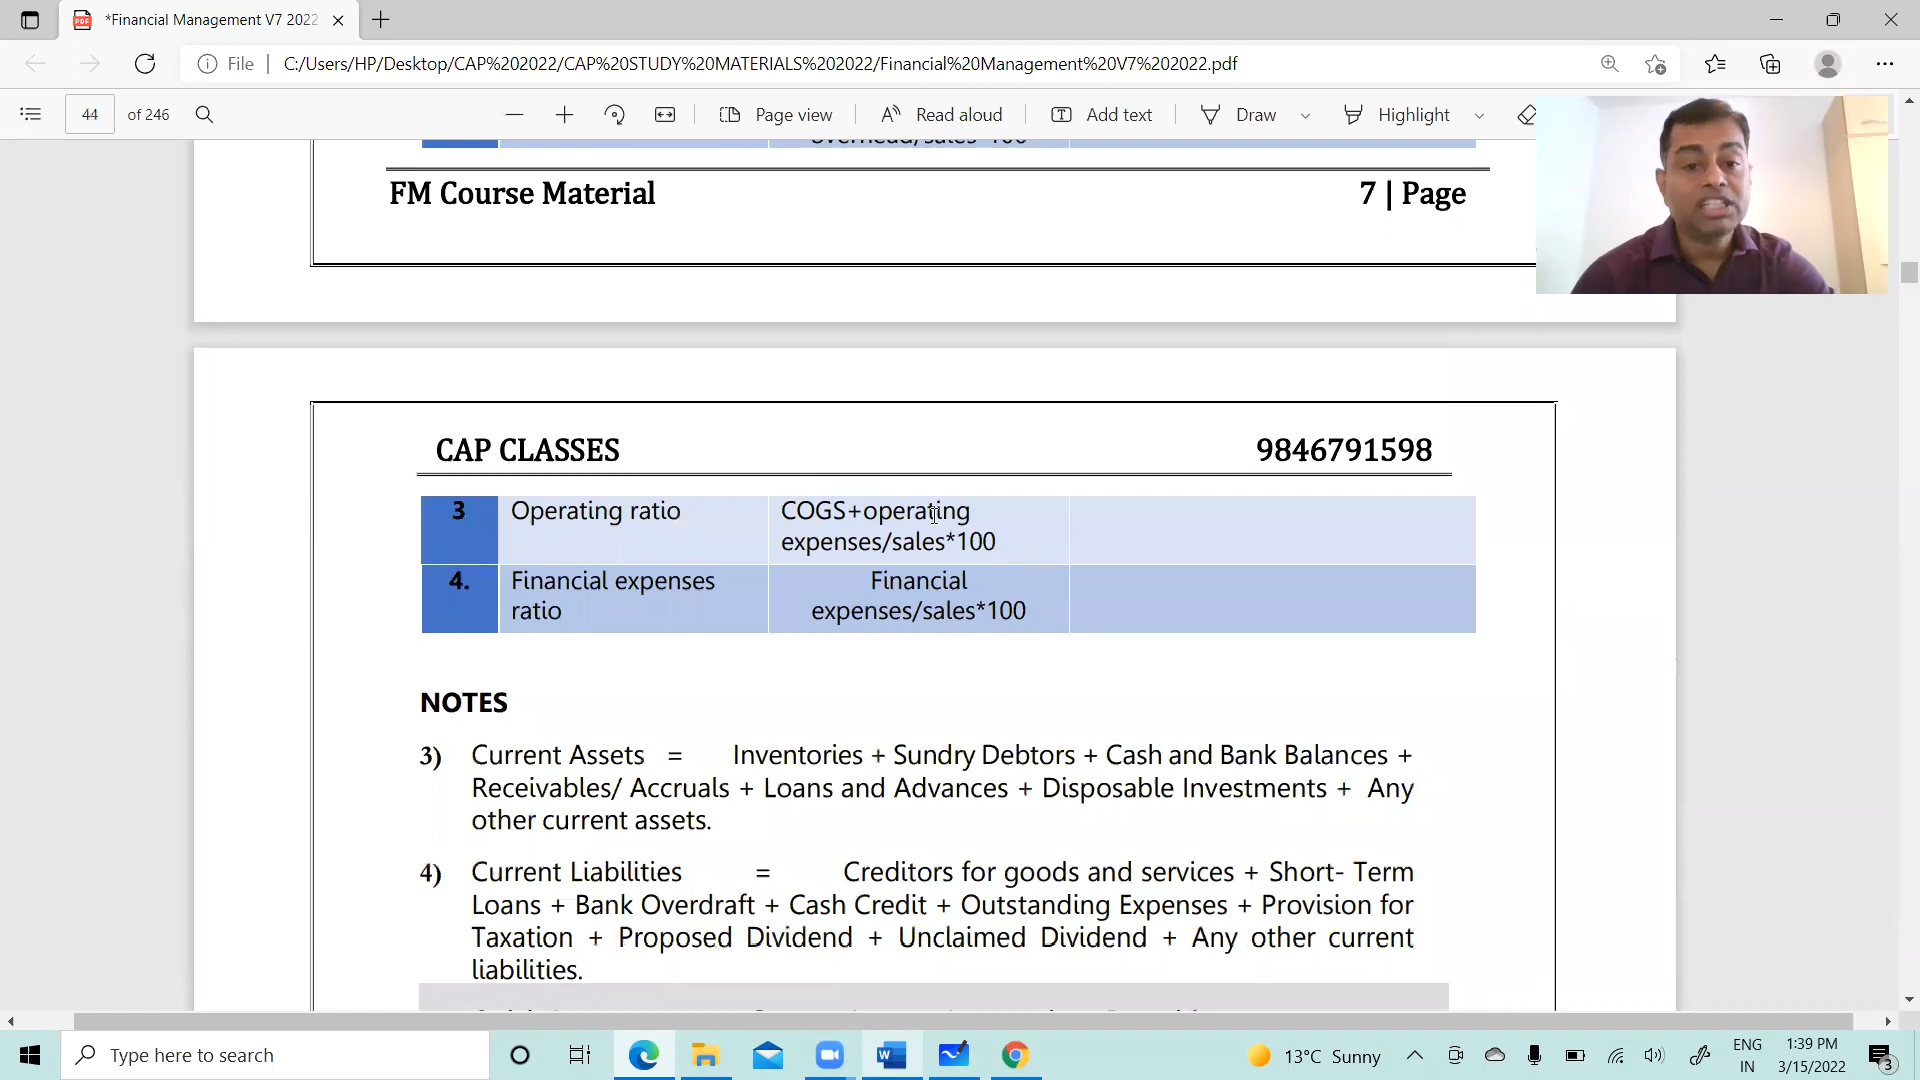 *Financial Management V7 2022
File
C:/Users/HP/Desktop/CAP%202022/CAP%20STUDY%20MATERIALS%202022/Financial%20Management%20V7%202022.pdf
44 of 246
Page view
Read aloud
Add text
Draw
Highlight
overhead/sales*100
FM Course Material
7 | Page
CAP CLASSES
9846791598
3 Operating ratio COGS+operating
expenses/sales*100
4. Financial expenses Financial
ratio expenses/sales*100
NOTES
3) Current Assets = Inventories + Sundry Debtors + Cash and Bank Balances +
Receivables/ Accruals + Loans and Advances + Disposable Investments + Any
other current assets.
4) Current Liabilities = Creditors for goods and services + Short- Term
Loans + Bank Overdraft + Cash Credit + Outstanding Expenses + Provision for
Taxation + Proposed Dividend + Unclaimed Dividend + Any other current
liabilities.
Type here to search
13°C Sunny
ENG
IN
1:39 PM
3/15/2022
3